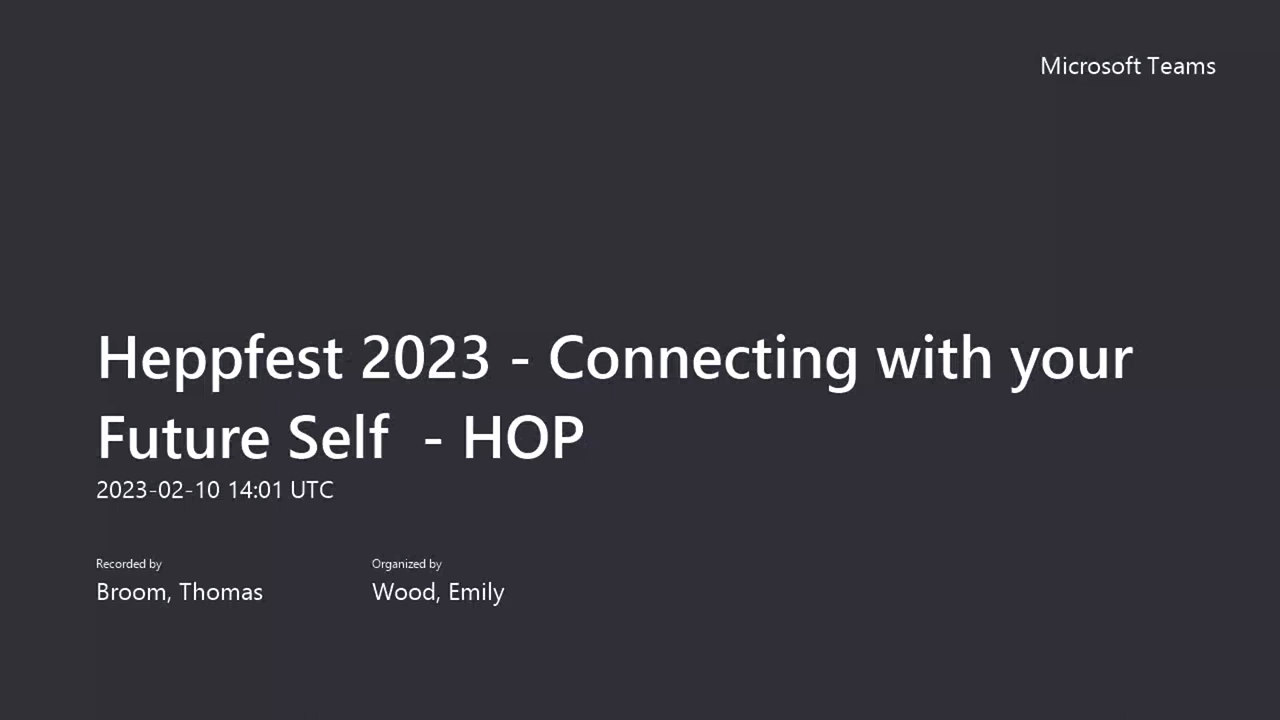 Microsoft Teams
Heppfest 2023 - Connecting with your
Future Self  - HOP
2023-02-10 14:01 UTC
Recorded by
Broom, Thomas
Organized by
Wood, Emily